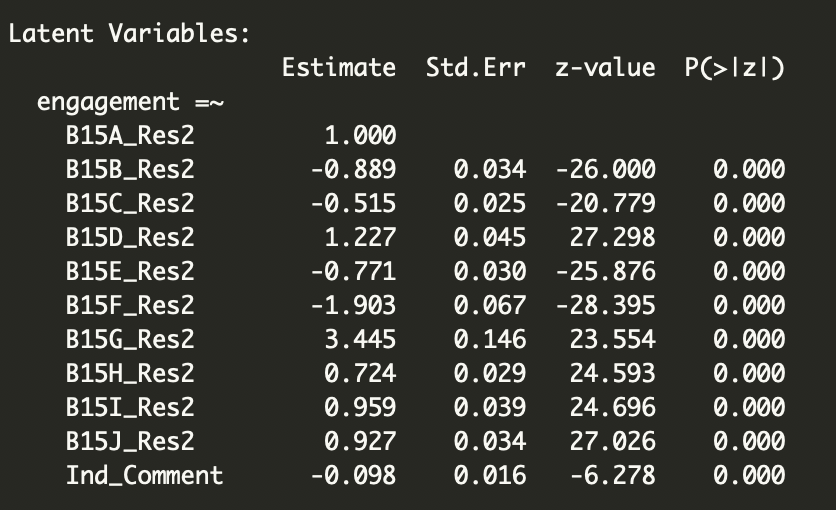 Latent Variables:
Estimate Std.Err z-value P(>|z|)
engagement =~
B15A_Res2 1.000
B15B_Res2 -0.889 0.034 -26.000 0.000
B15C_Res2 -0.515 0.025 -20.779 0.000
B15D_Res2 1.227 0.045 27.298 0.000
B15E_Res2 -0.771 0.030 -25.876 0.000
B15F_Res2 -1.903 0.067 -28.395 0.000
B15G_Res2 3.445 0.146 23.554 0.000
B15H_Res2 0.724 0.029 24.593 0.000
B15I_Res2 0.959 0.039 24.696 0.000
B15J_Res2 0.927 0.034 27.026 0.000
Ind_Comment -0.098 0.016 -6.278 0.000